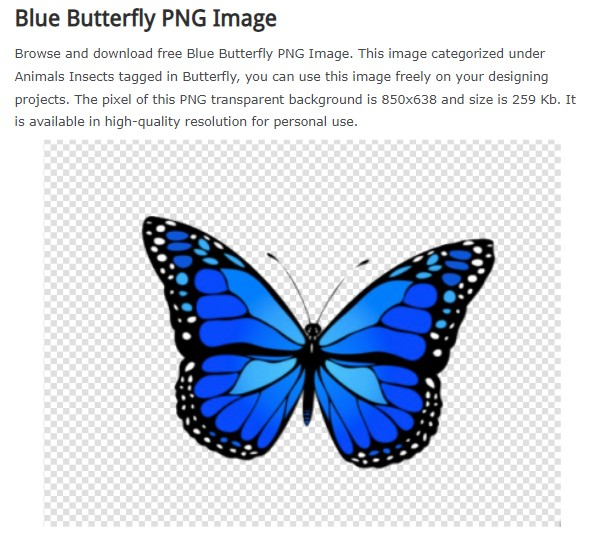 Blue Butterfly PNG Image
Browse and download free Blue Butterfly PNG Image. This image categorized under
Animals Insects tagged in Butterfly, you can use this image freely on your designing
projects. The pixel of this PNG transparent background is 850x638 and size is 259 Kb. It
is available in high-quality resolution for personal use.